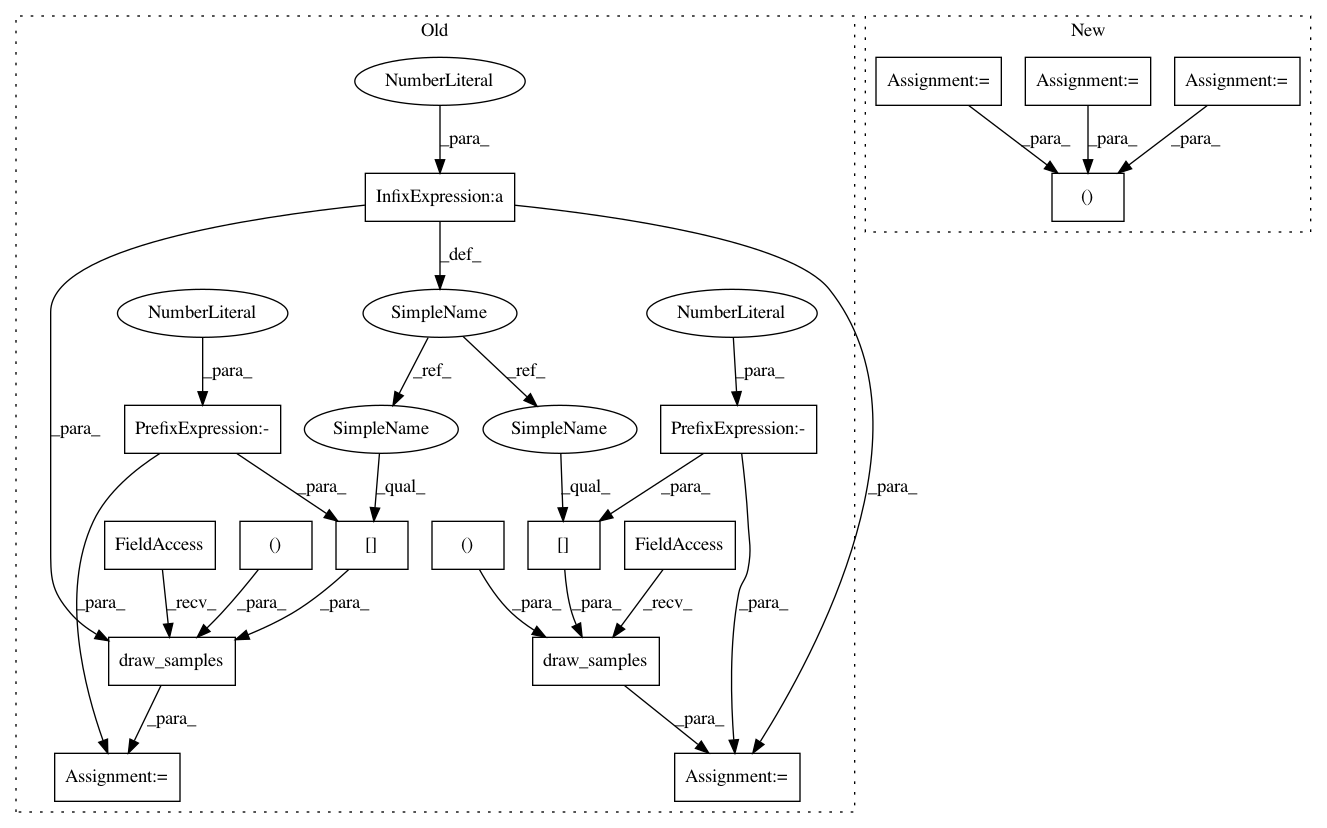 Old
New
NumberLiteral
Assignment:=
Assignment:=
Assignment:=
_para_
_para_
_para_
_para_
InfixExpression:a
()
_def_
NumberLiteral
SimpleName
NumberLiteral
_para_
_ref_
_ref_
_para_
_para_
PrefixExpression:-
SimpleName
SimpleName
PrefixExpression:-
_para_
_para_
_qual_
_qual_
_para_
FieldAccess
()
[]
()
[]
FieldAccess
_para_
_recv_
_para_
_para_
_para_
_para_
_recv_
_para_
draw_samples
draw_samples
_para_
_para_
Assignment:=
Assignment:=